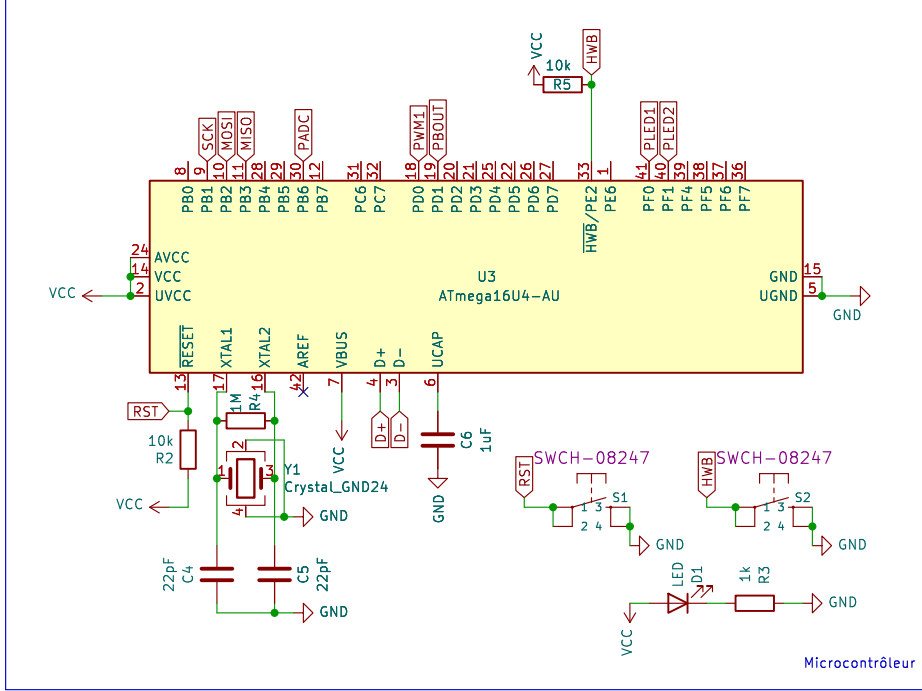 VCC
HWB
10k
R5
SCK
MOSI
MISO
PADC
PWM1
PBOUT
PLED1
PLED2
8
9
10
11
28
29
30
12
31
32
18
19
20
21
25
22
26
27
33
1
41
40
39
38
37
36
PB0
PB1
PB2
PB3
PB4
PB5
PB6
PB7
PC6
PC7
PD0
PD1
PD2
PD3
PD4
PD5
PD6
PD7
HWB/PE2
PE6
PF0
PF1
PF4
PF5
PF6
PF7
24
AVCC
14
VCC
2
UVCC
VCC
U3
ATmega16U4-AU
GND
15
UGND
5
GND
RESET
XTAL1
XTAL2
AREF
VBUS
D+
D-
UCAP
13
17
16
42
7
4
3
6
RST
1M
R4
D+
D-
C6
1uF
10k
R2
VCC
2
1
3
4
Y1
Crystal_GND24
GND
VCC
GND
22pF
C4
C5
22pF
GND
SWCH-08247
RST
S1
1 3
2 4
GND
SWCH-08247
HWB
S2
1 3
2 4
GND
LED
D1
1k
R3
GND
VCC
Microcontrôleur